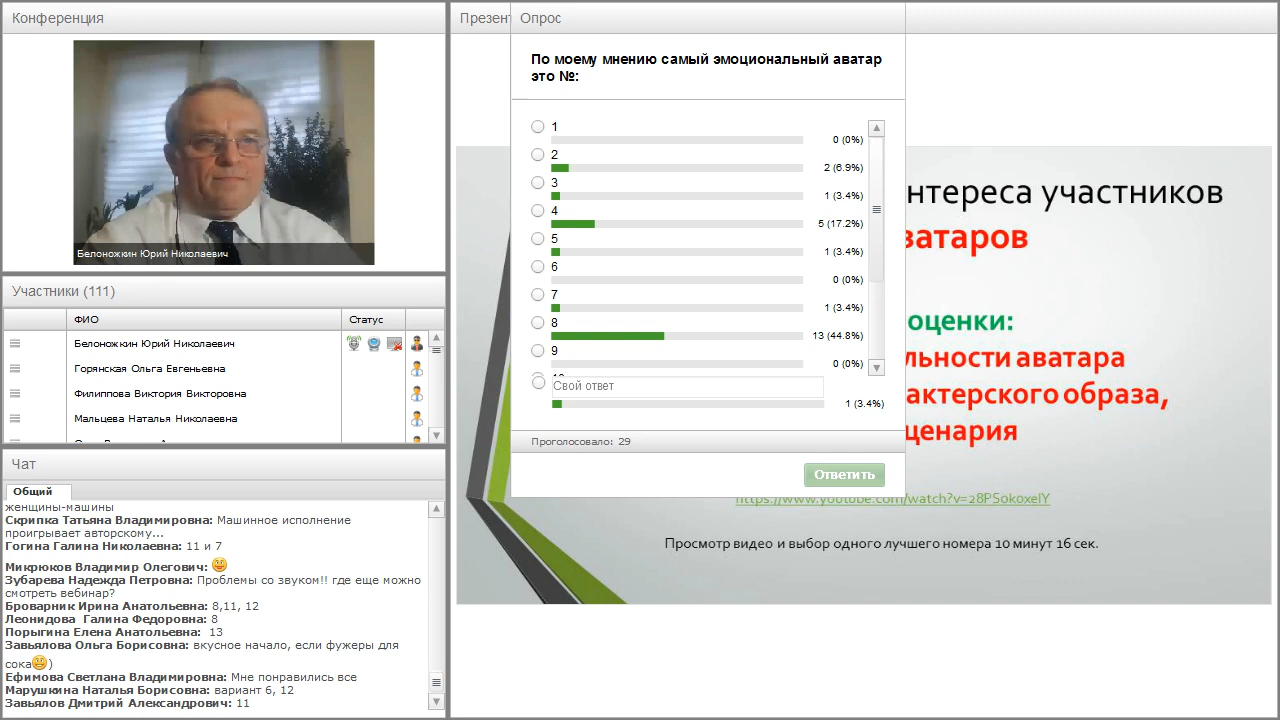 Конференция
Белоножкин Юрий Николаевич
Участники (111)
ФИО
Статус
Белоножкин Юрий Николаевич
Горянская Ольга Евгеньевна
Филиппова Виктория Викторовна
Мальцева Наталья Николаевна
Чат
Общий
женщины-машины
Скрипка Татьяна Владимировна: Машинное исполнение
проигрывает авторскому...
Гогина Галина Николаевна: 11 и 7
Микрюков Владимир Олегович:
Зубарева Надежда Петровна: Проблемы со звуком!! где еще можно
смотреть вебинар?
Броварник Ирина Анатольевна: 8,11, 12
Леонидова Галина Федоровна: 8
Порыгина Елена Анатольевна: 13
Завьялова Ольга Борисовна: вкусное начало, если фужеры для
сока )
Ефимова Светлана Владимировна: Мне понравились все
Марушкина Наталья Борисовна: вариант 6, 12
Завьялов Дмитрий Александрович: 11
Презент
Опрос
По моему мнению самый эмоциональный аватар
это №:
1
0 (0%)
2
2 (6.9%)
3
1 (3.4%)
4
5 (17.2%)
5
1 (3.4%)
6
0 (0%)
7
1 (3.4%)
8
13 (44.8%)
9
0 (0%)
Свой ответ
1 (3.4%)
Проголосовало: 29
Ответить
нтереса участников
ватаров
оценки:
льности аватара
актерского образа,
ценария
https://www.youtube.com/watch?v=28PSokoxelY
Просмотр видео и выбор одного лучшего номера 10 минут 16 сек.